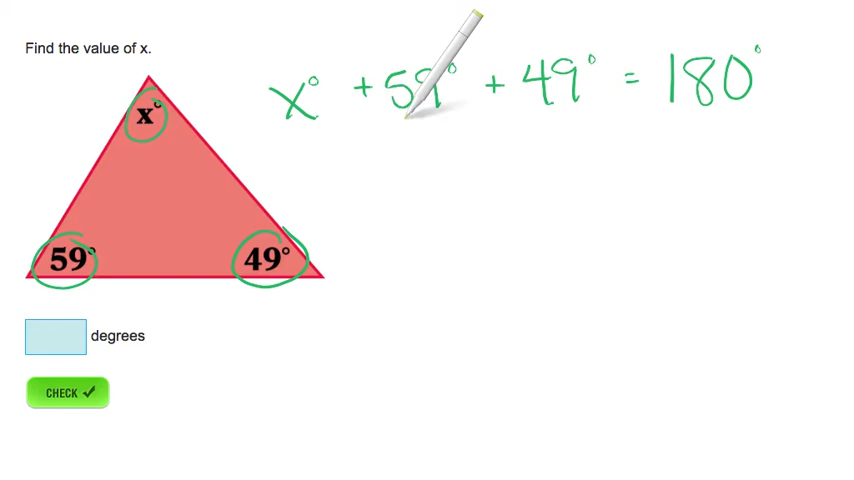 Find the value of x.
x° + 59° + 49° = 180°
x°
59°
49°
degrees
CHECK